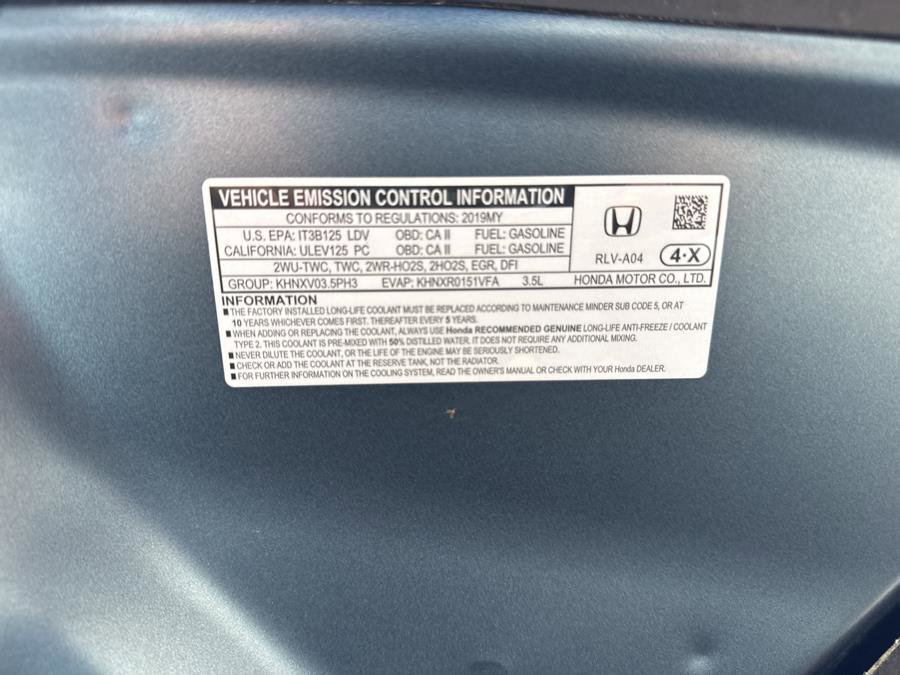 VEHICLE EMISSION CONTROL INFORMATION
CONFORMS TO REGULATIONS: 2019MY
U.S. EPA: IT3B125 LDV OBD: CA II FUEL: GASOLINE
CALIFORNIA: ULEV125 PC OBD: CA II FUEL: GASOLINE
2WU-TWC, TWC, 2WR-HO2S, 2HO2S, EGR, DFI
RLV-A04 4·X
GROUP: KHNXV03.5PH3 EVAP: KHNXR0151VFA 3.5L HONDA MOTOR CO., LTD.
INFORMATION
■ THE FACTORY INSTALLED LONG-LIFE COOLANT MUST BE REPLACED ACCORDING TO MAINTENANCE MINDER SUB CODE 5, OR AT
10 YEARS WHICHEVER COMES FIRST. THEREAFTER EVERY 5 YEARS.
■ WHEN ADDING OR REPLACING THE COOLANT, ALWAYS USE Honda RECOMMENDED GENUINE LONG-LIFE ANTI-FREEZE / COOLANT
TYPE 2. THIS COOLANT IS PRE-MIXED WITH 50% DISTILLED WATER. IT DOES NOT REQUIRE ANY ADDITIONAL MIXING.
■ NEVER DILUTE THE COOLANT, OR THE LIFE OF THE ENGINE MAY BE SERIOUSLY SHORTENED.
■ CHECK OR ADD THE COOLANT AT THE RESERVE TANK, NOT THE RADIATOR.
■ FOR FURTHER INFORMATION ON THE COOLING SYSTEM, READ THE OWNER'S MANUAL OR CHECK WITH YOUR Honda DEALER.